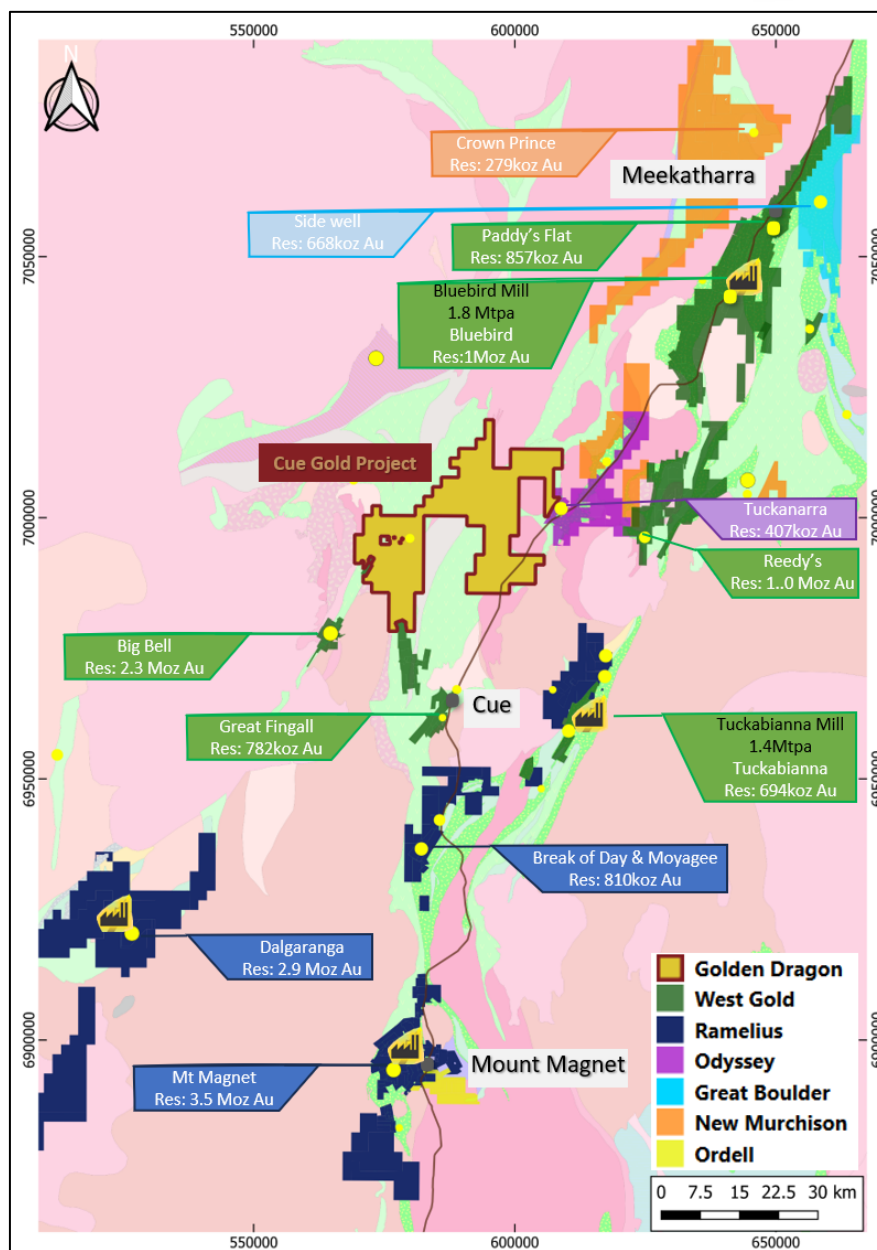 550000
600000
650000
N
Crown Prince
Res: 279koz Au
Meekatharra
Side well
Res: 668koz Au
Paddy's Flat
Res: 857koz Au
7050000
7050000
Bluebird Mill
1.8 Mtpa
Bluebird
Res:1Moz Au
Cue Gold Project
7000000
7000000
Tuckanarra
Res: 407koz Au
Reedy's
Res: 1..0 Moz Au
Big Bell
Res: 2.3 Moz Au
Cue
Great Fingall
Res: 782koz Au
Tuckabianna Mill
1.4Mtpa
Tuckabianna
Res: 694koz Au
6950000
6950000
Break of Day & Moyagee
Res: 810koz Au
Dalgaranga
Res: 2.9 Moz Au
6900000
6900000
Mount Magnet
Mt Magnet
Res: 3.5 Moz Au
Golden Dragon
West Gold
Ramelius
Odyssey
Great Boulder
New Murchison
Ordell
0 7.5 15 22.5 30 km
550000
600000
650000